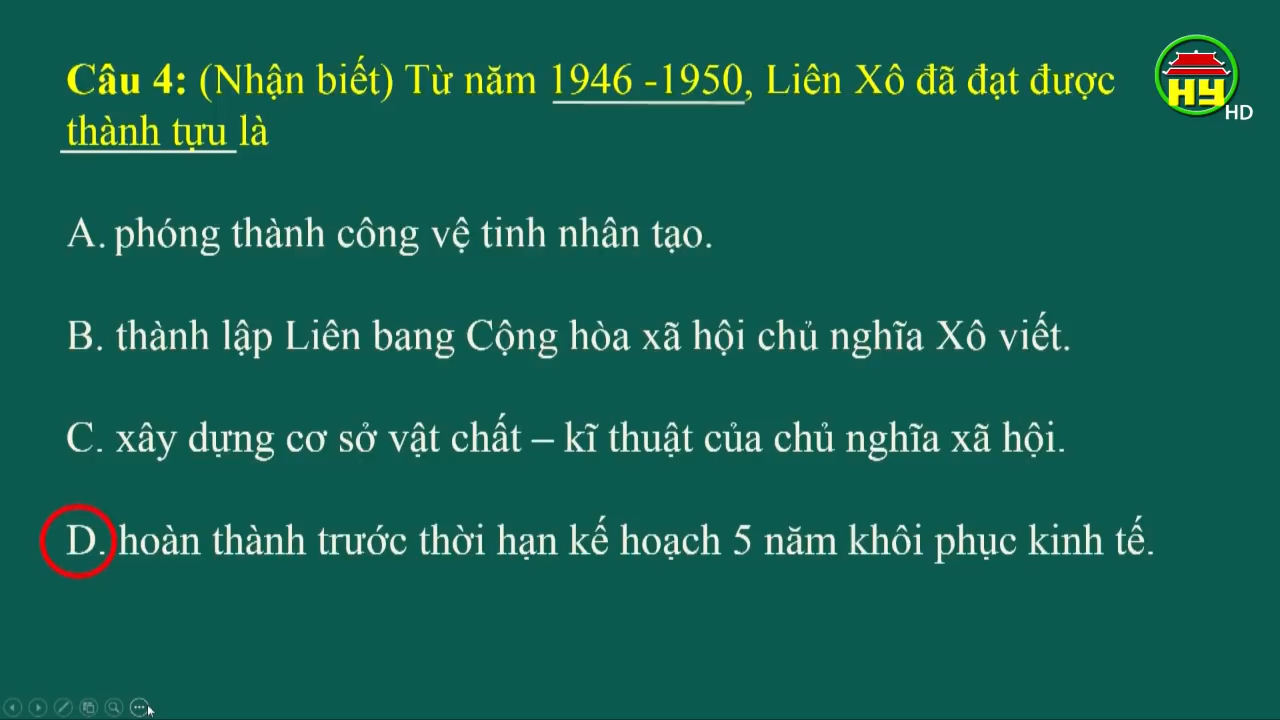 Câu 4: (Nhận biết) Từ năm 1946 -1950, Liên Xô đã đạt được
thành tựu là
A. phóng thành công vệ tinh nhân tạo.
B. thành lập Liên bang Cộng hòa xã hội chủ nghĩa Xô viết.
C. xây dựng cơ sở vật chất – kĩ thuật của chủ nghĩa xã hội.
D. hoàn thành trước thời hạn kế hoạch 5 năm khôi phục kinh tế.
HY
HD